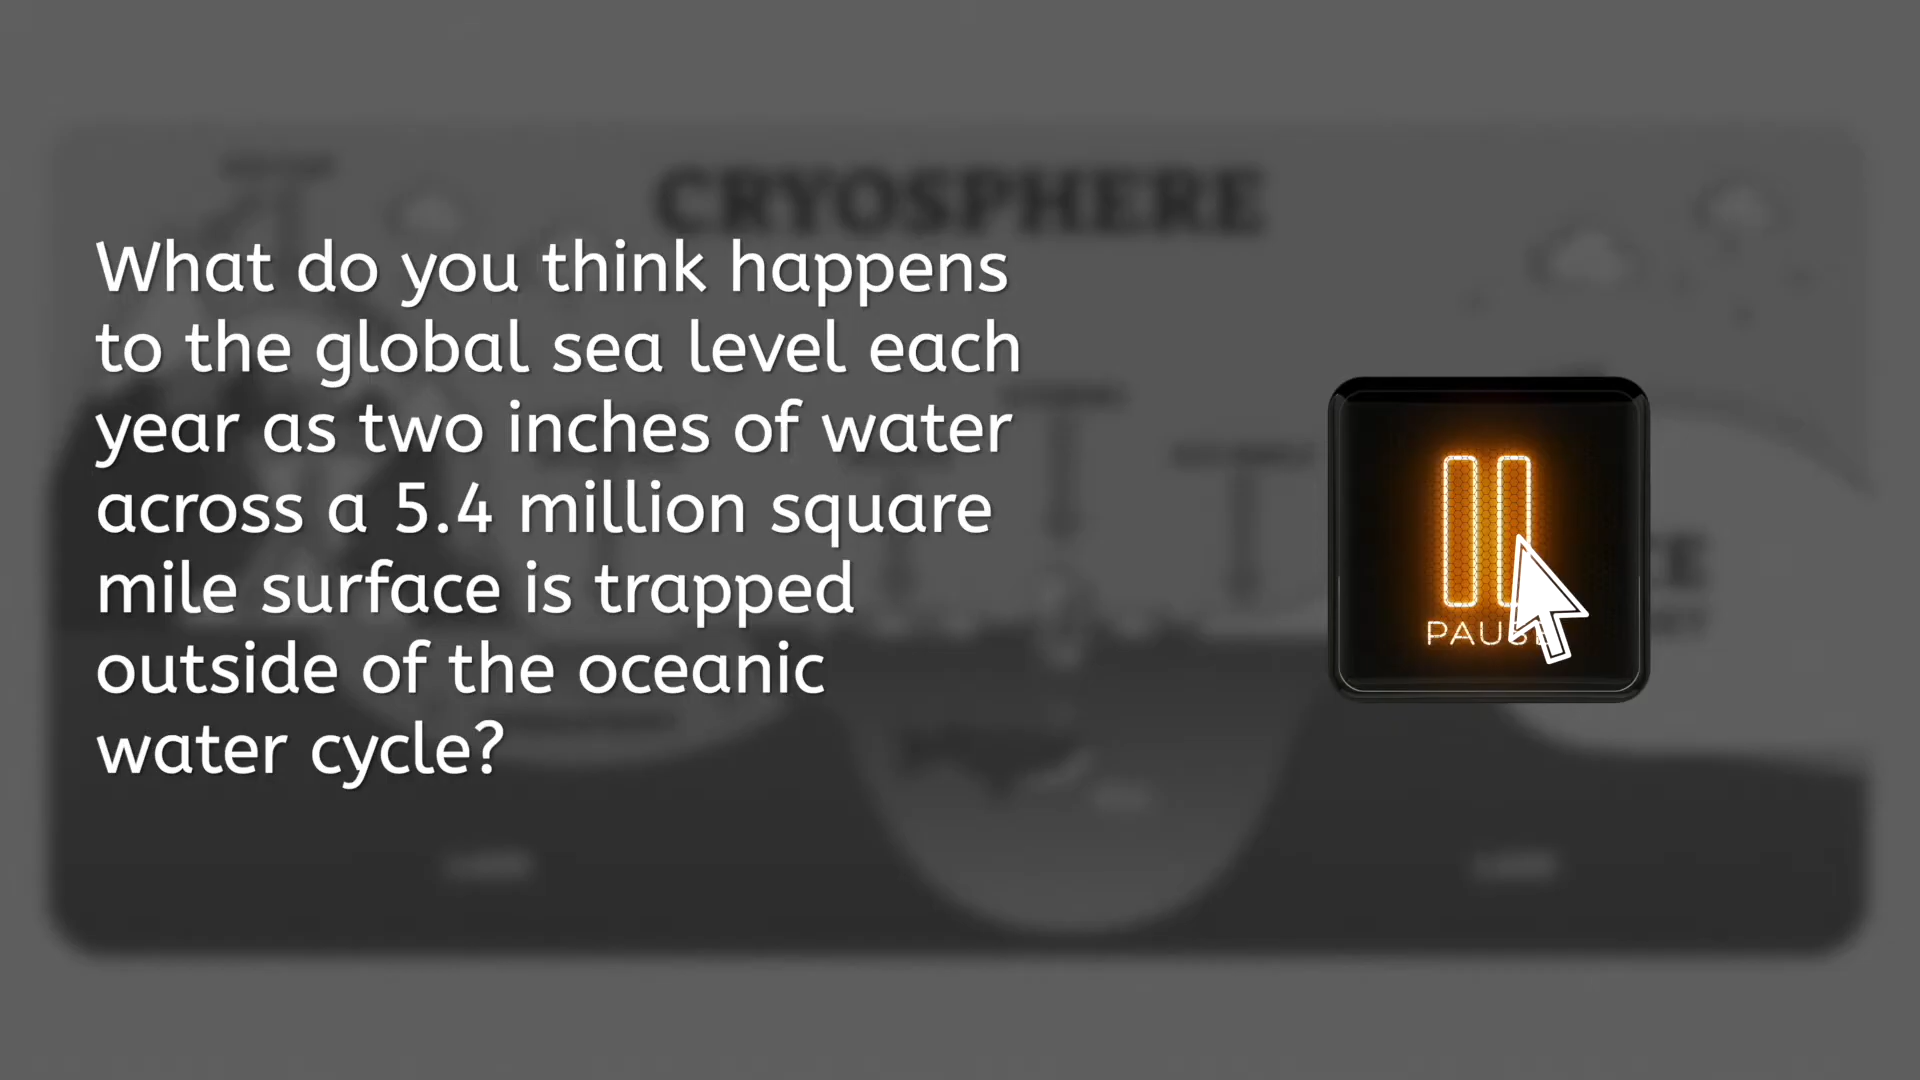 CRYOSPHERE
What do you think happens
to the global sea level each
year as two inches of water
across a 5.4 million square
mile surface is trapped
outside of the oceanic
water cycle?
PAUSE